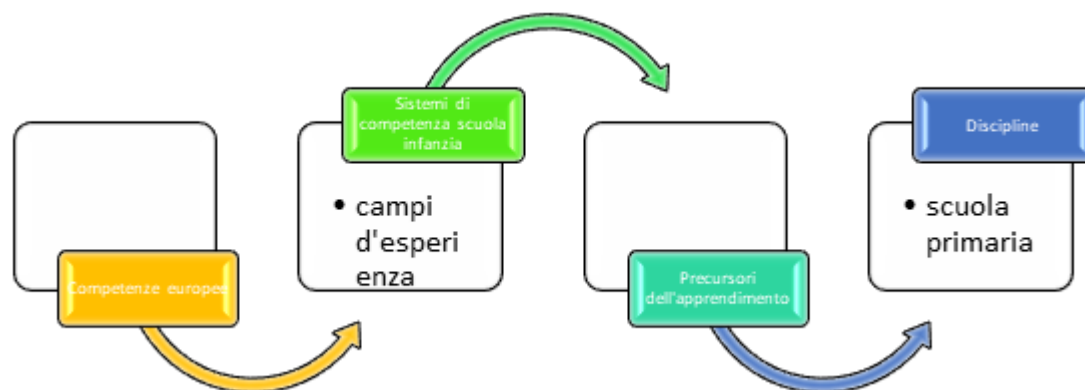 Competenze europee
Sistemi di
competenza scuola
infanzia
• campi
d'esperi
enza
Precursori
dell'apprendimento
Discipline
• scuola
primaria